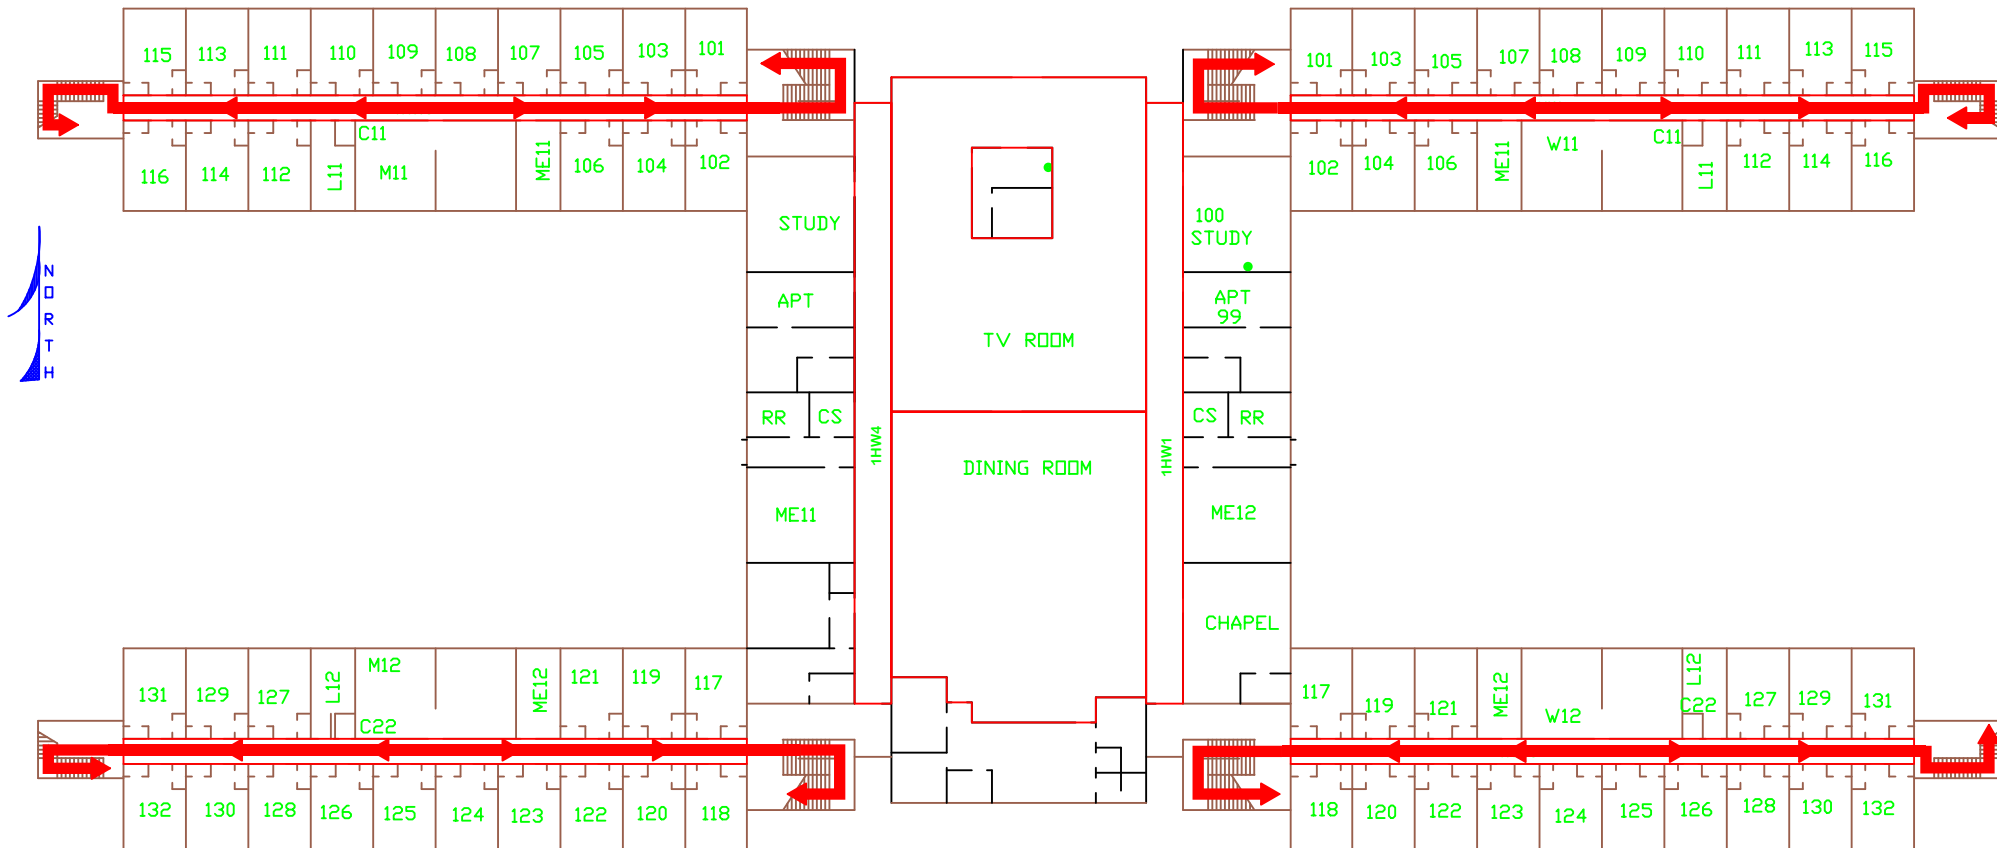 115 113 111 110 109 108 107 105 103 101
C11
116 114 112 L11 M11 ME11 106 104 102
101 103 105 107 108 109 110 111 113 115
102 104 106 ME11 W11 C11 L11 112 114 116
NORTH
STUDY
APT
RR CS
1HW4
ME11
TV ROOM
DINING ROOM
100
STUDY
APT
99
CS RR
1HW1
ME12
CHAPEL
131 129 127 L12 M12 ME12 121 119 117
C22
132 130 128 126 125 124 123 122 120 118
117 119 121 ME12 W12 L12 127 129 131
C22
118 120 122 123 124 125 126 128 130 132